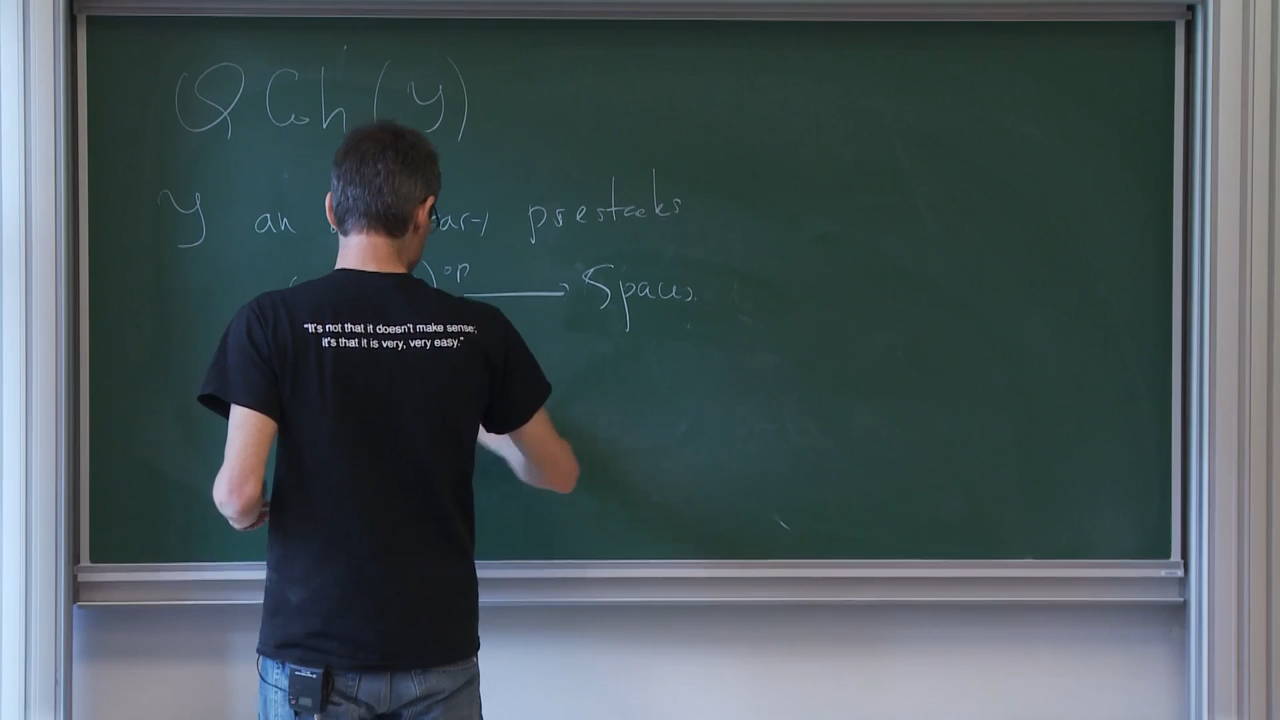 QCoh(Y)
Y an prestacks
)op → Spaces.
"It's not that it doesn't make sense;
it's that it is very, very easy."